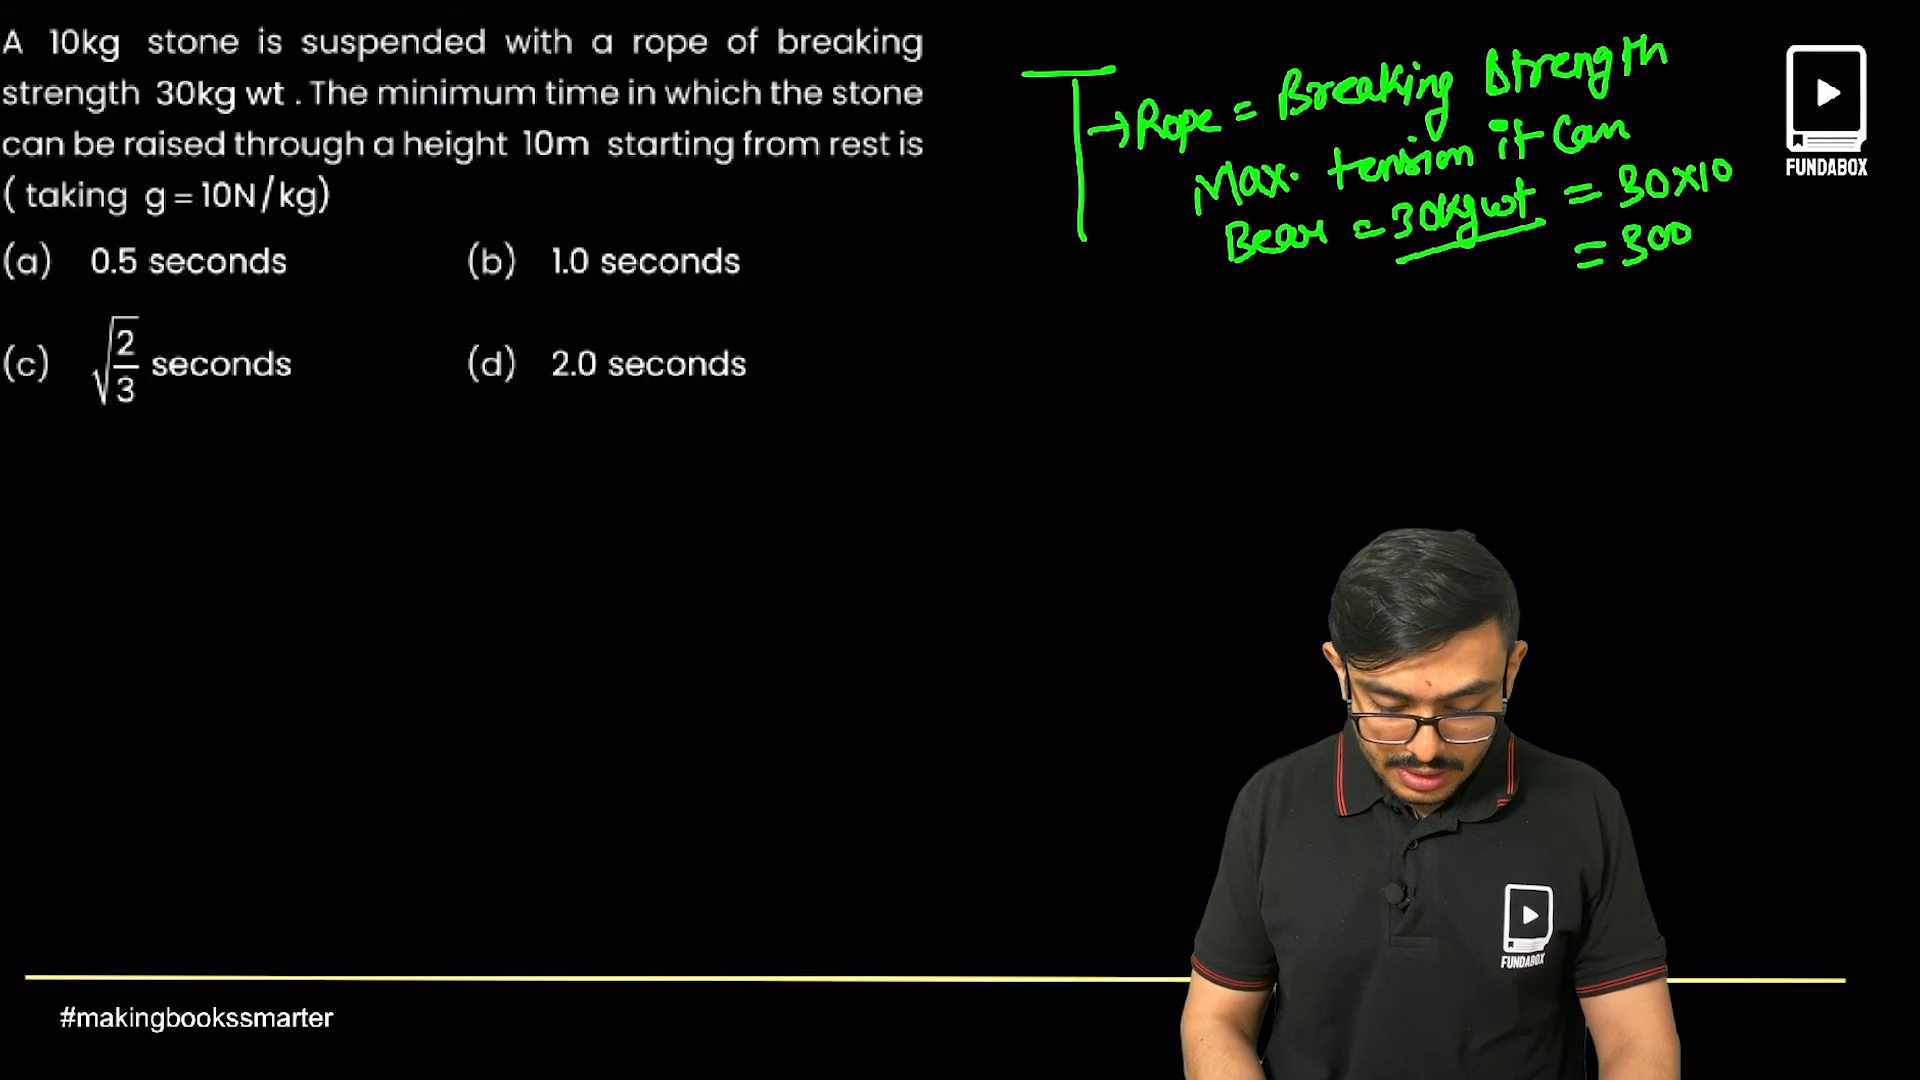 A 10kg stone is suspended with a rope of breaking
strength 30kg wt . The minimum time in which the stone
can be raised through a height 10m starting from rest is
( taking g = 10N/kg)
(a) 0.5 seconds
(b) 1.0 seconds
(c) √(2/3) seconds
(d) 2.0 seconds
→ Rope = Breaking Strength
Max. tension it can
Bear = 30kgwt = 30×10
= 300
FUNDABOX
FUNDABOX
#makingbookssmarter